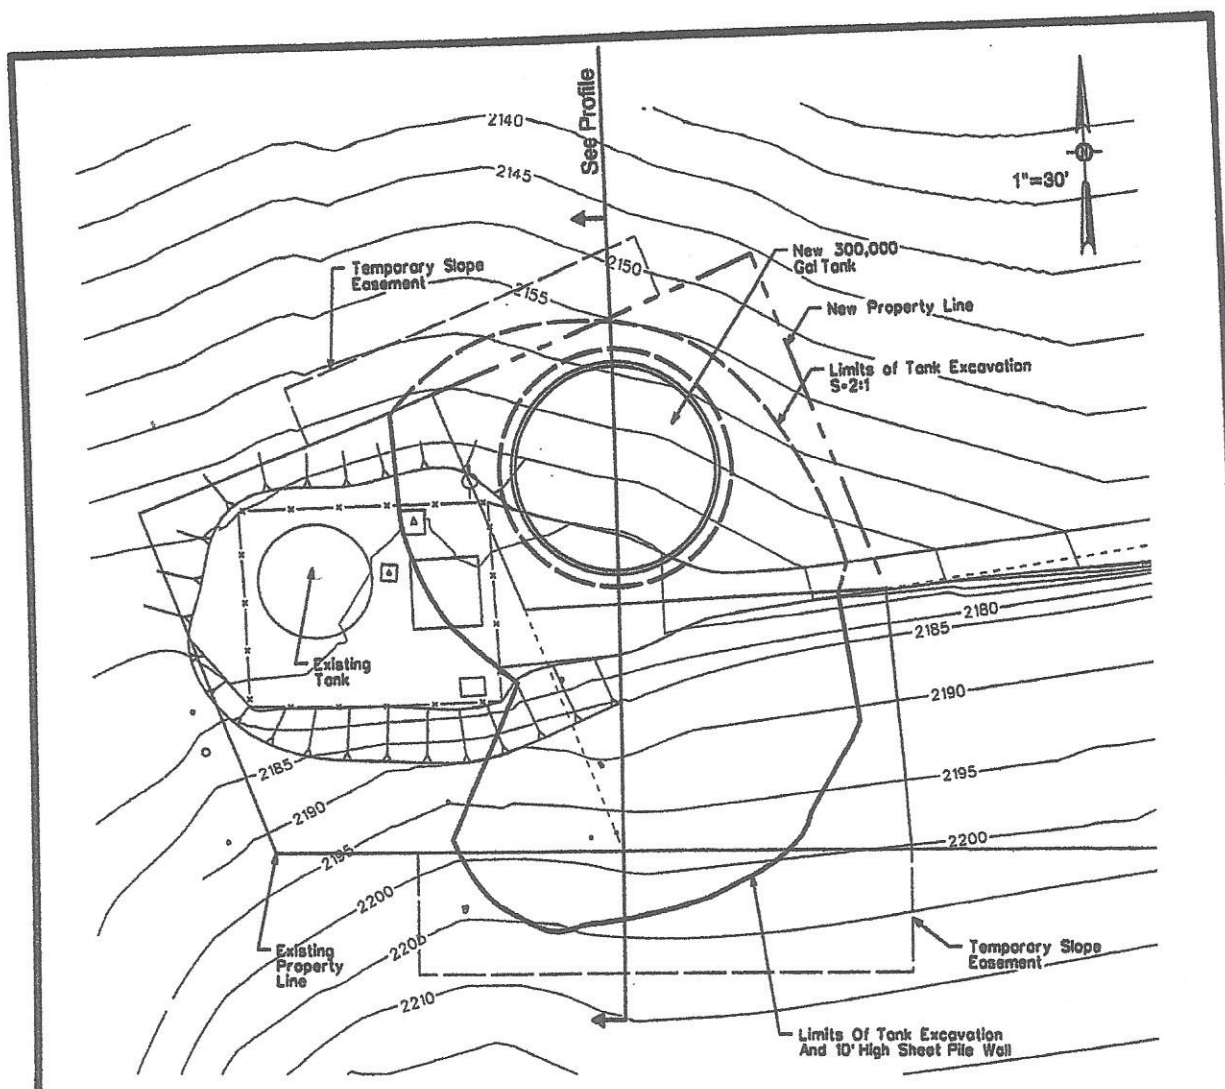 See Profile
2140
2145
2150
2155
N
1"=30'
New 300,000
Gal Tank
Temporary Slope
Easement
New Property Line
Limits of Tank Excavation
S=2:1
2180
2185
2190
2195
2200
Existing
Tank
2185
2190
2195
2200
2205
2210
Existing
Property
Line
Temporary Slope
Easement
Limits Of Tank Excavation
And 10' High Sheet Pile Wall